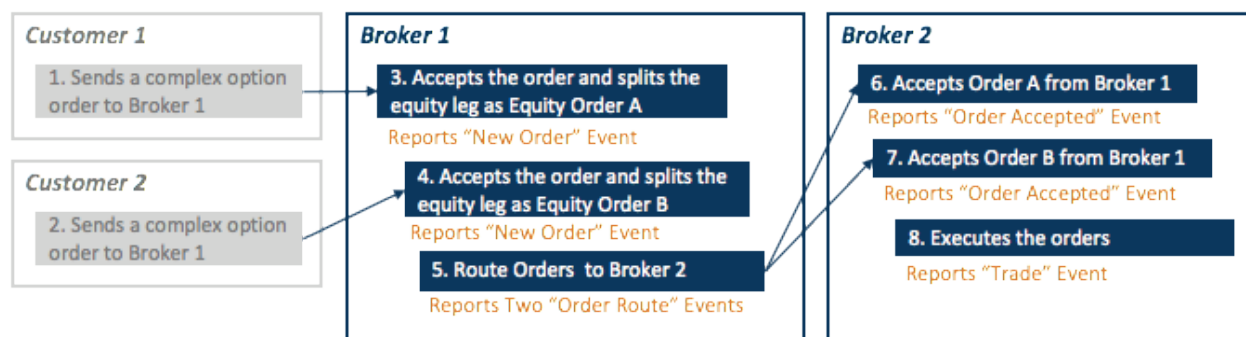 Customer 1
1. Sends a complex option
order to Broker 1
Customer 2
2. Sends a complex option
order to Broker 1
Broker 1
3. Accepts the order and splits the
equity leg as Equity Order A
Reports “New Order” Event
4. Accepts the order and splits the
equity leg as Equity Order B
Reports “New Order” Event
5. Route Orders to Broker 2
Reports Two “Order Route” Events
Broker 2
6. Accepts Order A from Broker 1
Reports “Order Accepted” Event
7. Accepts Order B from Broker 1
Reports “Order Accepted” Event
8. Executes the orders
Reports “Trade” Event